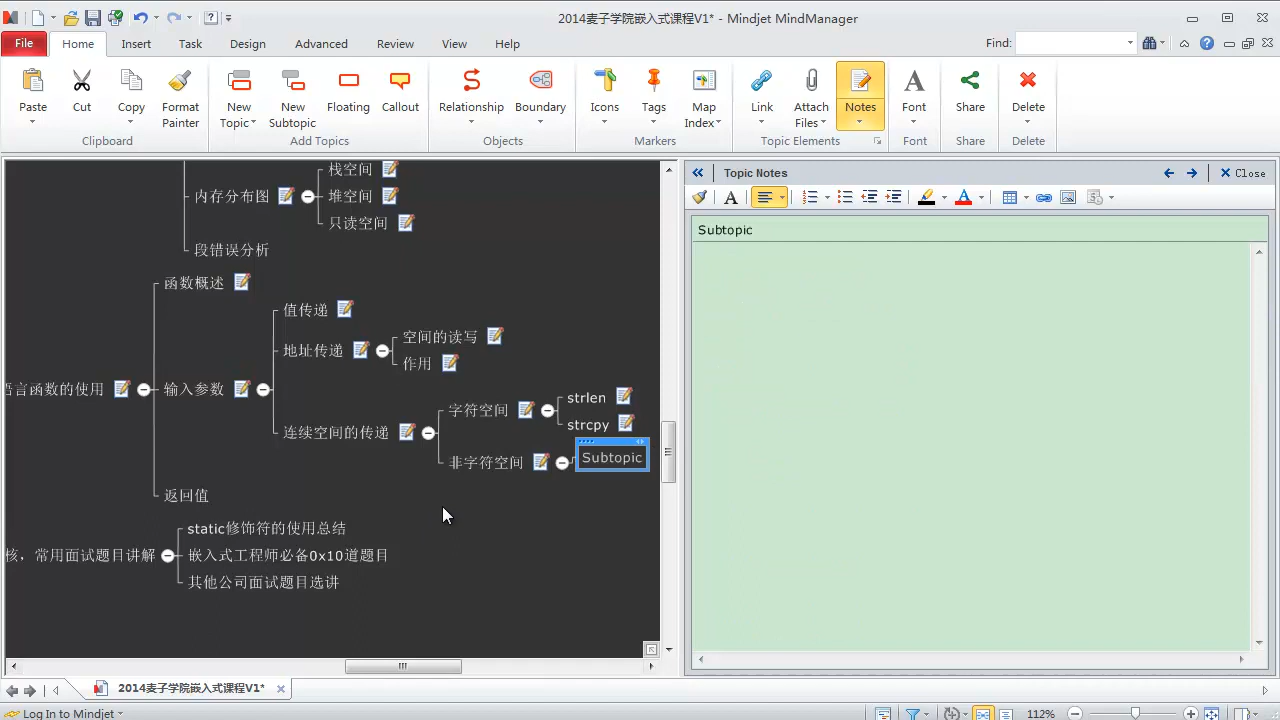 2014麦子学院嵌入式课程V1* - Mindjet MindManager
File Home Insert Task Design Advanced Review View Help Find:
Paste Cut Copy Format Painter New Topic New Subtopic Floating Callout Relationship Boundary Icons Tags Map Index Link Attach Files Notes Font Share Delete
Clipboard Add Topics Objects Markers Topic Elements Font Share Delete
Topic Notes Close
Subtopic
栈空间
内存分布图
堆空间
只读空间
段错误分析
函数概述
值传递
空间的读写
地址传递
作用
语言函数的使用
输入参数
strlen
字符空间
strcpy
连续空间的传递
Subtopic
非字符空间
返回值
static修饰符的使用总结
核，常用面试题目讲解
嵌入式工程师必备0x10道题目
其他公司面试题目选讲
2014麦子学院嵌入式课程V1*
Log In to Mindjet 112%